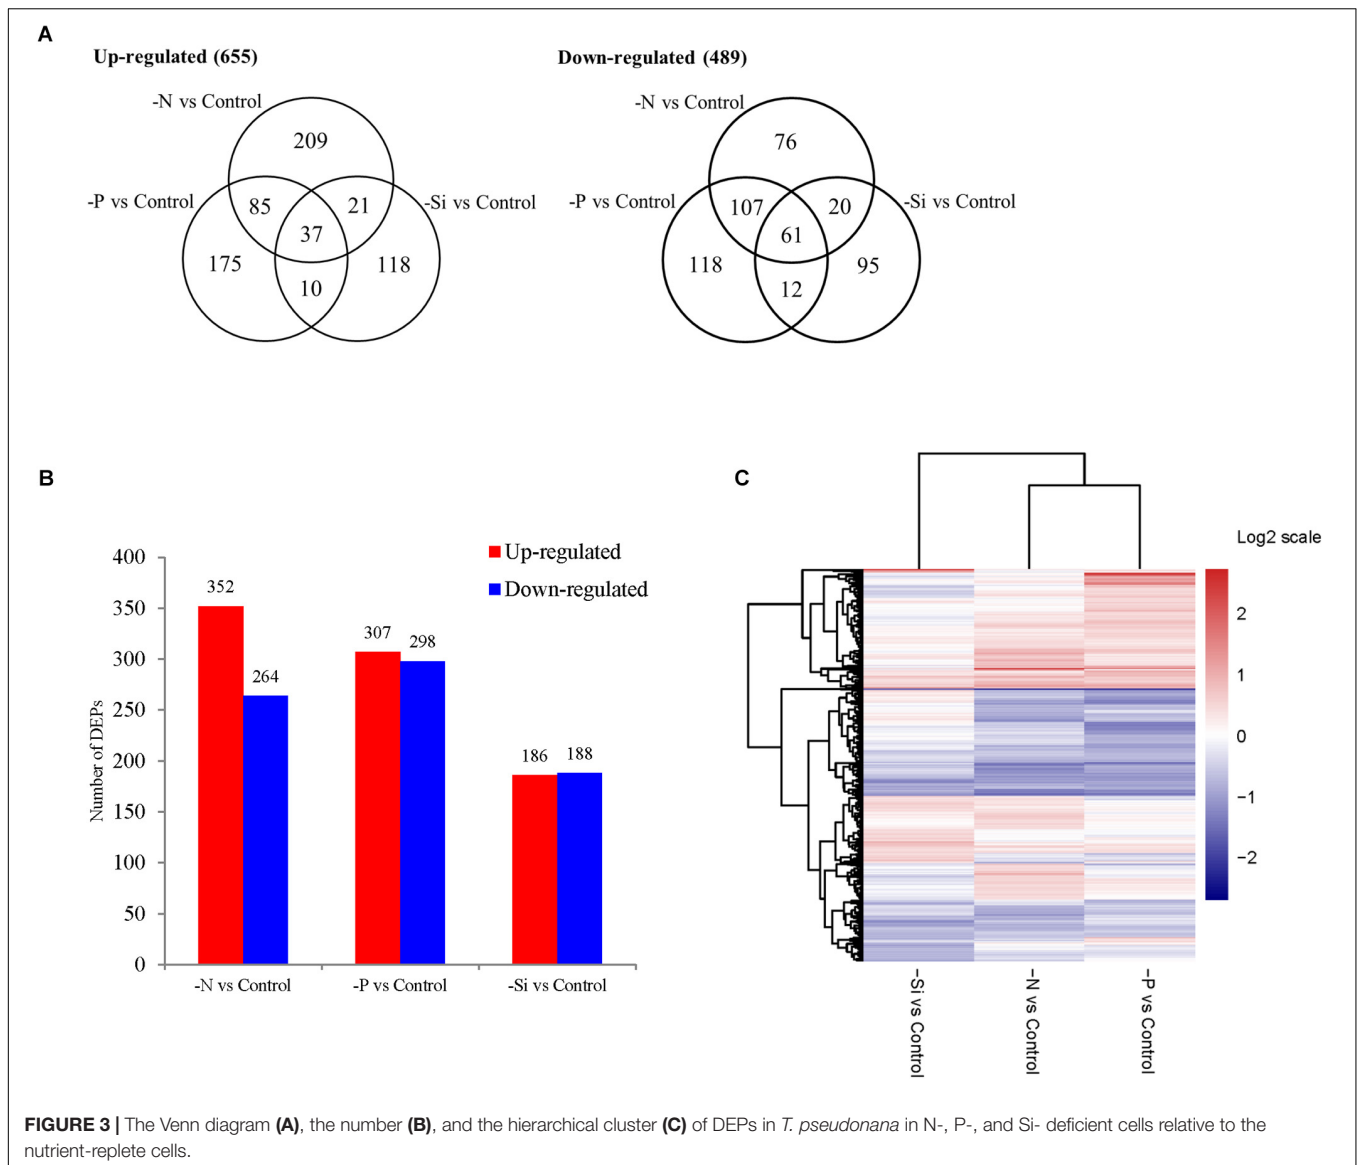 A
Up-regulated (655)
-N vs Control
209
-P vs Control
85
21
-Si vs Control
37
175
118
10
Down-regulated (489)
-N vs Control
76
-P vs Control
107
20
-Si vs Control
61
118
95
12
B
Up-regulated
Down-regulated
Number of DEPs
400
350
300
250
200
150
100
50
0
352
264
307
298
186
188
-N vs Control
-P vs Control
-Si vs Control
C
Log2 scale
2
1
0
−1
−2
−Si vs Control
−N vs Control
−P vs Control
FIGURE 3 | The Venn diagram (A), the number (B), and the hierarchical cluster (C) of DEPs in T. pseudonana in N-, P-, and Si- deficient cells relative to the
nutrient-replete cells.